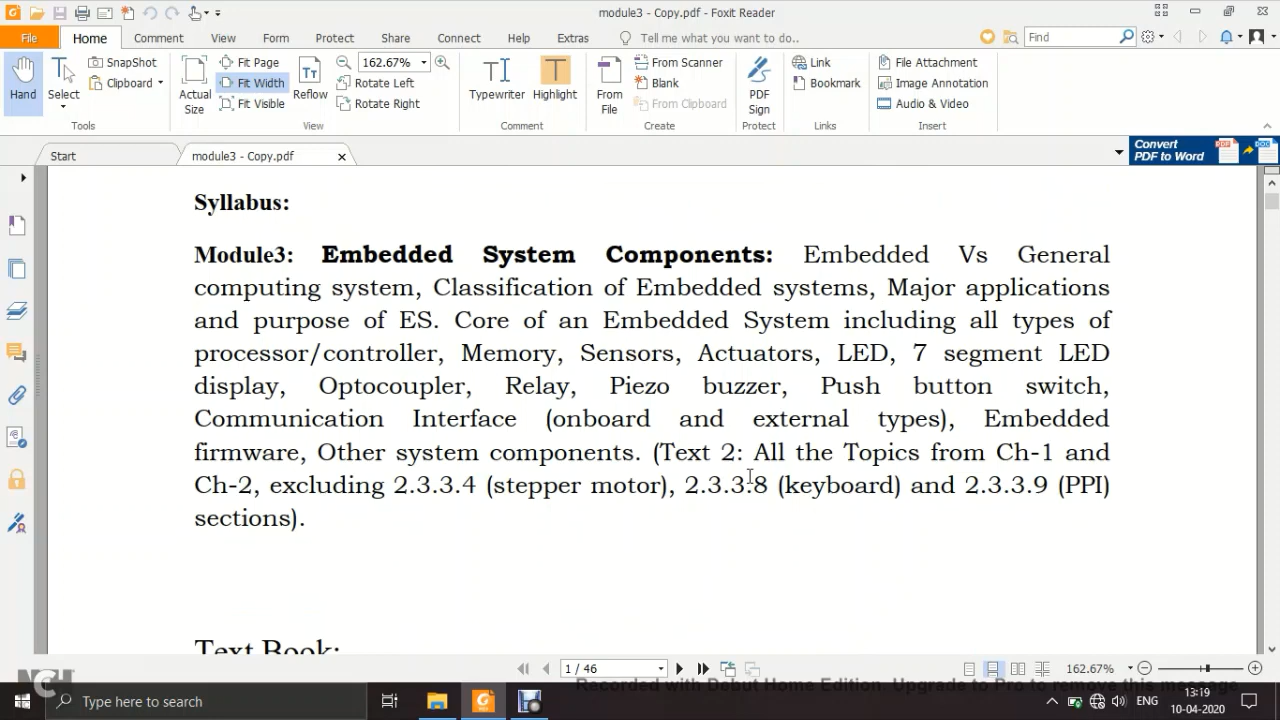 module3 - Copy.pdf - Foxit Reader
File Home Comment View Form Protect Share Connect Help Extras Tell me what you want to do.. Find
Hand
Select
SnapShot
Clipboard
Tools
Actual Size
Fit Page
Fit Width
Fit Visible
Reflow
162.67%
Rotate Left
Rotate Right
View
Typewriter
Highlight
Comment
From File
From Scanner
Blank
From Clipboard
Create
PDF Sign
Protect
Link
Bookmark
Links
File Attachment
Image Annotation
Audio & Video
Insert
Start
module3 - Copy.pdf
Convert
PDF to Word
Syllabus:
Module3: Embedded System Components: Embedded Vs General
computing system, Classification of Embedded systems, Major applications
and purpose of ES. Core of an Embedded System including all types of
processor/controller, Memory, Sensors, Actuators, LED, 7 segment LED
display, Optocoupler, Relay, Piezo buzzer, Push button switch,
Communication Interface (onboard and external types), Embedded
firmware, Other system components. (Text 2: All the Topics from Ch-1 and
Ch-2, excluding 2.3.3.4 (stepper motor), 2.3.3.8 (keyboard) and 2.3.3.9 (PPI)
sections).
Text Book:
1 / 46
162.67%
NCH
Recorded with Debut Home Edition, Upgrade to Pro to remove this message
Type here to search
ENG
13:19
10-04-2020